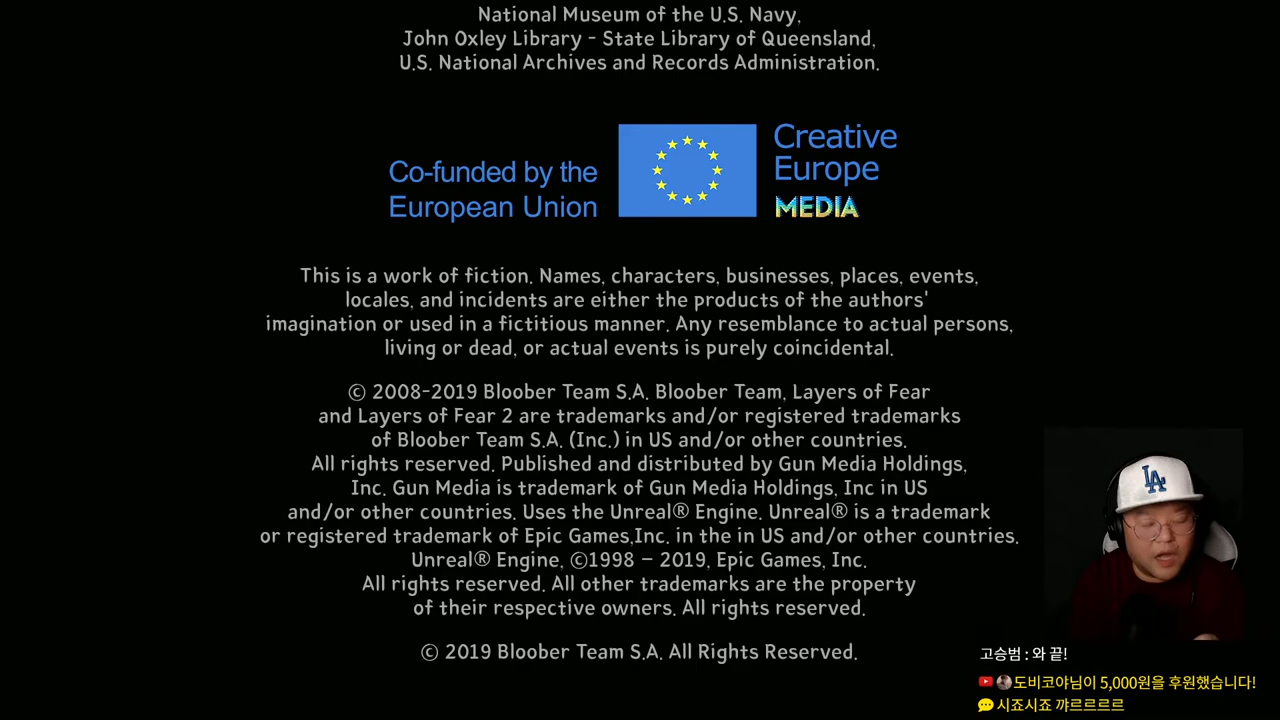 National Museum of the U.S. Navy,
John Oxley Library - State Library of Queensland,
U.S. National Archives and Records Administration.
Co-funded by the
European Union
Creative
Europe
MEDIA
This is a work of fiction. Names, characters, businesses, places, events,
locales, and incidents are either the products of the authors'
imagination or used in a fictitious manner. Any resemblance to actual persons,
living or dead, or actual events is purely coincidental.
© 2008-2019 Bloober Team S.A. Bloober Team, Layers of Fear
and Layers of Fear 2 are trademarks and/or registered trademarks
of Bloober Team S.A. (Inc.) in US and/or other countries.
All rights reserved. Published and distributed by Gun Media Holdings,
Inc. Gun Media is trademark of Gun Media Holdings, Inc in US
and/or other countries. Uses the Unreal® Engine. Unreal® is a trademark
or registered trademark of Epic Games,Inc. in the in US and/or other countries.
Unreal® Engine, ©1998 – 2019, Epic Games, Inc.
All rights reserved. All other trademarks are the property
of their respective owners. All rights reserved.
© 2019 Bloober Team S.A. All Rights Reserved.
LA
고승범 : 와 끝!
도비코야님이 5,000원을 후원했습니다!
시죠시죠 꺄르르르르